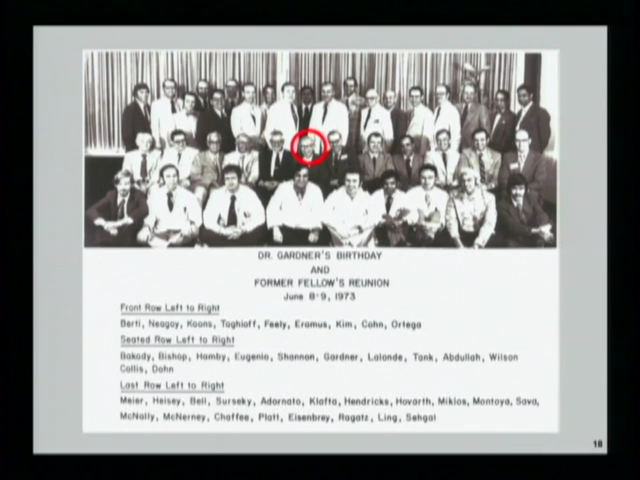 DR. GARDNER'S BIRTHDAY
AND
FORMER FELLOW'S REUNION
June 8-9, 1973
Front Row Left to Right
Berti, Neagoy, Koons, Taghioff, Feely, Eramus, Kim, Cohn, Ortega
Seated Row Left to Right
Bakody, Bishop, Hamby, Eugenio, Shannon, Gardner, Lalonde, Tank, Abdullah, Wilson
Collis, Dohn
Last Row Left to Right
Meier, Heisey, Bell, Surseky, Adornato, Klafta, Hendricks, Hovarth, Miklos, Montoya, Sava,
McNally, McNerney, Chaffee, Platt, Eisenbrey, Ragatz, Ling, Sehgal
18